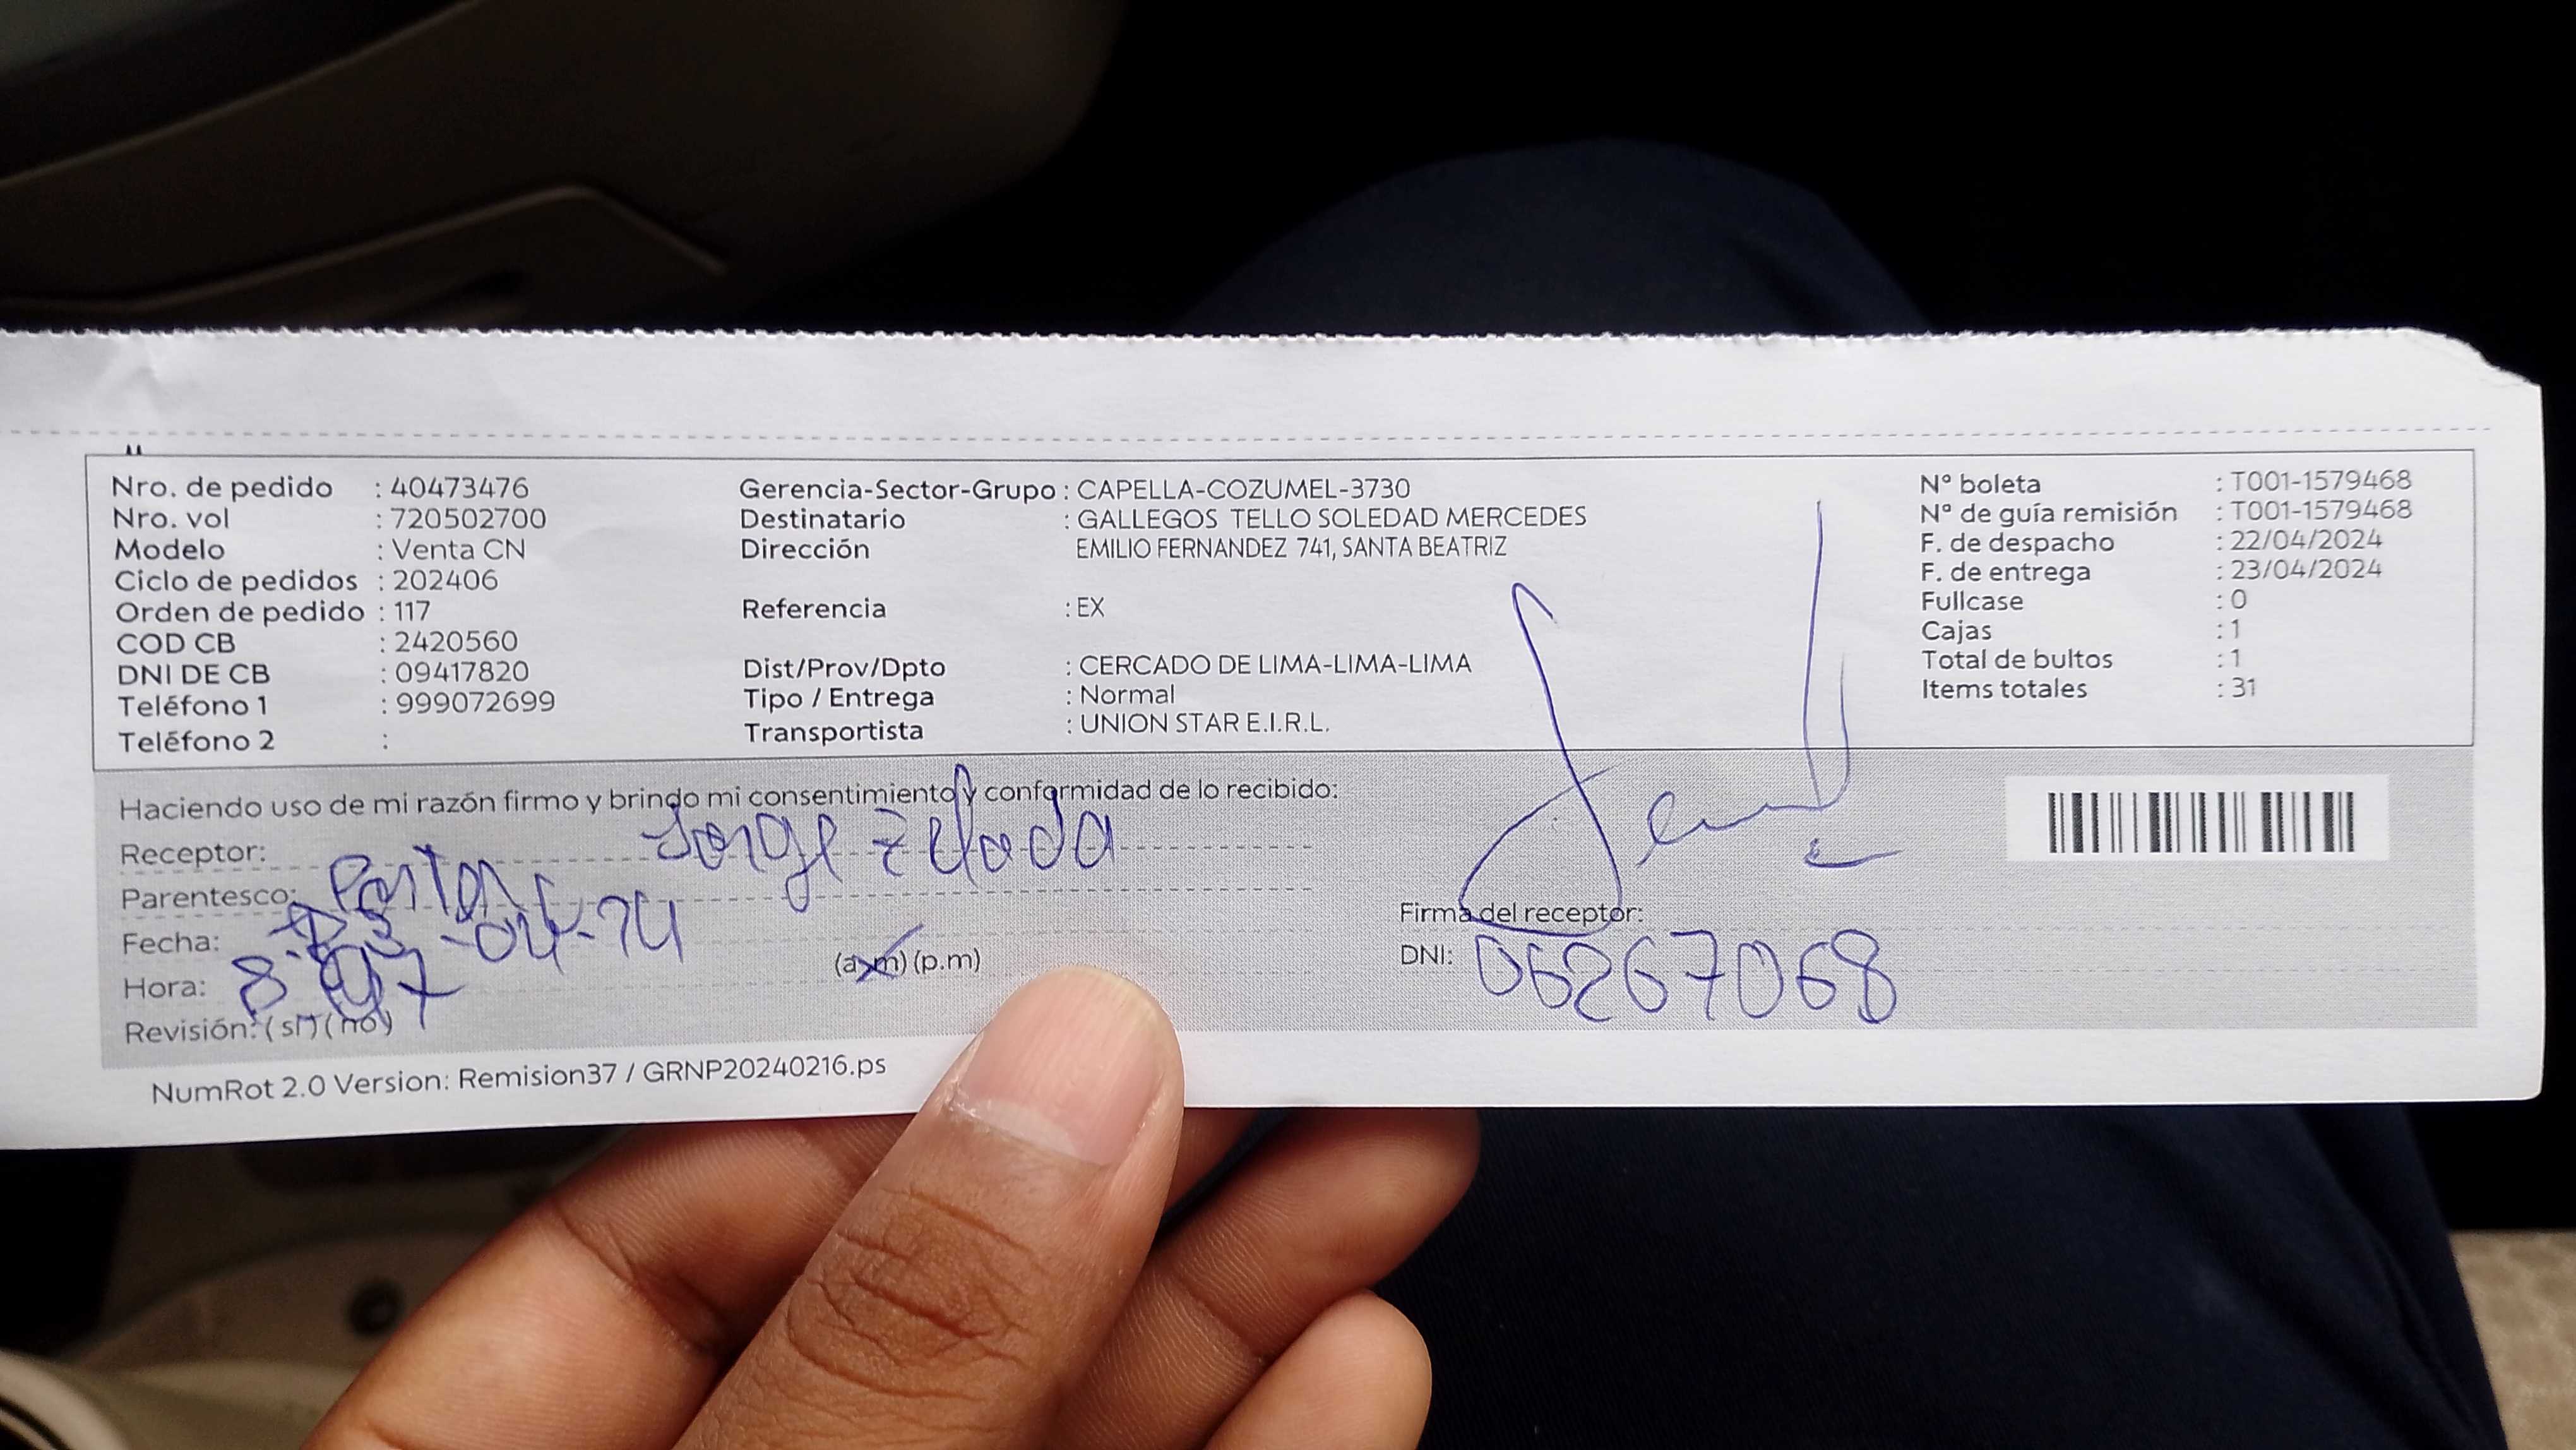 Nro. de pedido : 40473476
Nro. vol : 720502700
Modelo : Venta CN
Ciclo de pedidos : 202406
Orden de pedido : 117
COD CB : 2420560
DNI DE CB : 09417820
Teléfono 1 : 999072699
Teléfono 2 :
Gerencia-Sector-Grupo : CAPELLA-COZUMEL-3730
Destinatario : GALLEGOS TELLO SOLEDAD MERCEDES
Dirección EMILIO FERNANDEZ 741, SANTA BEATRIZ
Referencia : EX
Dist/Prov/Dpto : CERCADO DE LIMA-LIMA-LIMA
Tipo / Entrega : Normal
Transportista : UNION STAR E.I.R.L.
N° boleta : T001-1579468
N° de guía remisión : T001-1579468
F. de despacho : 22/04/2024
F. de entrega : 23/04/2024
Fullcase : 0
Cajas : 1
Total de bultos : 1
Items totales : 31
Haciendo uso de mi razón firmo y brindo mi consentimiento y conformidad de lo recibido:
Receptor: Jorge Zelada
Parentesco:
Fecha:
Hora: (a.m) (p.m)
Revisión: (si) (no)
Firma del receptor:
DNI: 06267068
NumRot 2.0 Version: Remision37 / GRNP20240216.ps